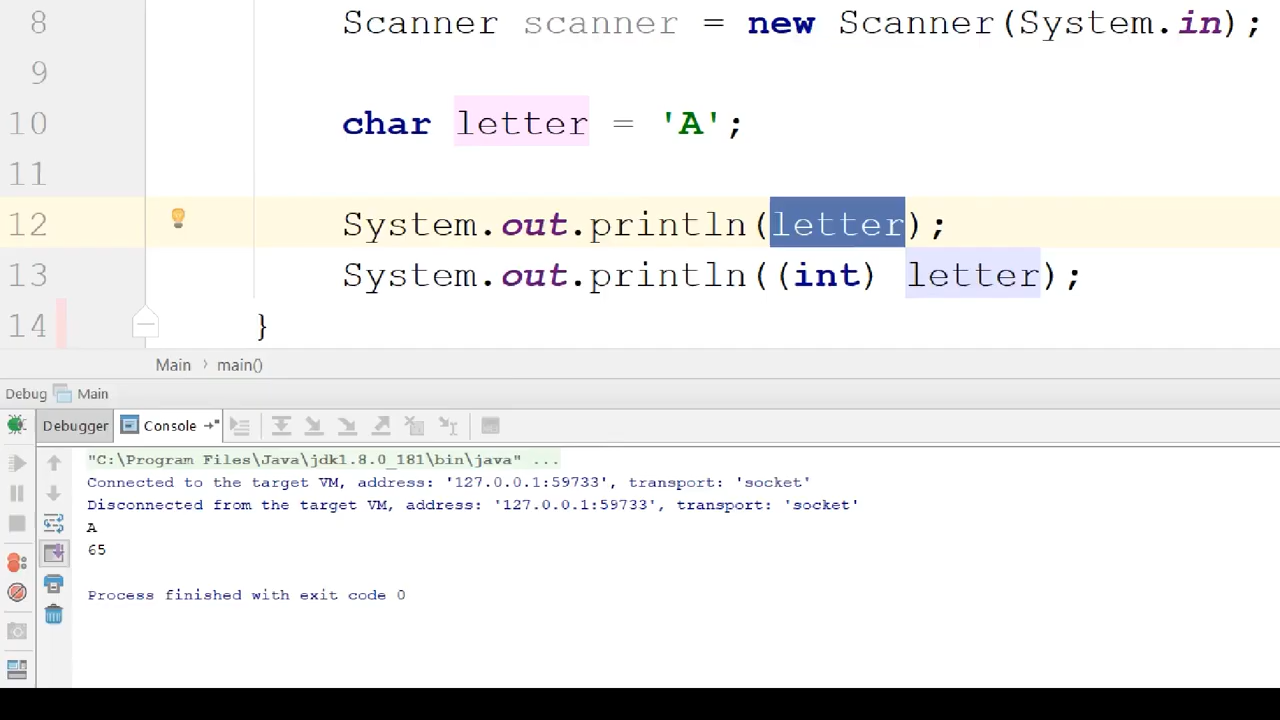 8 Scanner scanner = new Scanner(System.in);
9
10 char letter = 'A';
11
12 System.out.println(letter);
13 System.out.println((int) letter);
14 }
Main › main()
Debug Main
Debugger Console
"C:\Program Files\Java\jdk1.8.0_181\bin\java" ...
Connected to the target VM, address: '127.0.0.1:59733', transport: 'socket'
Disconnected from the target VM, address: '127.0.0.1:59733', transport: 'socket'
A
65
Process finished with exit code 0